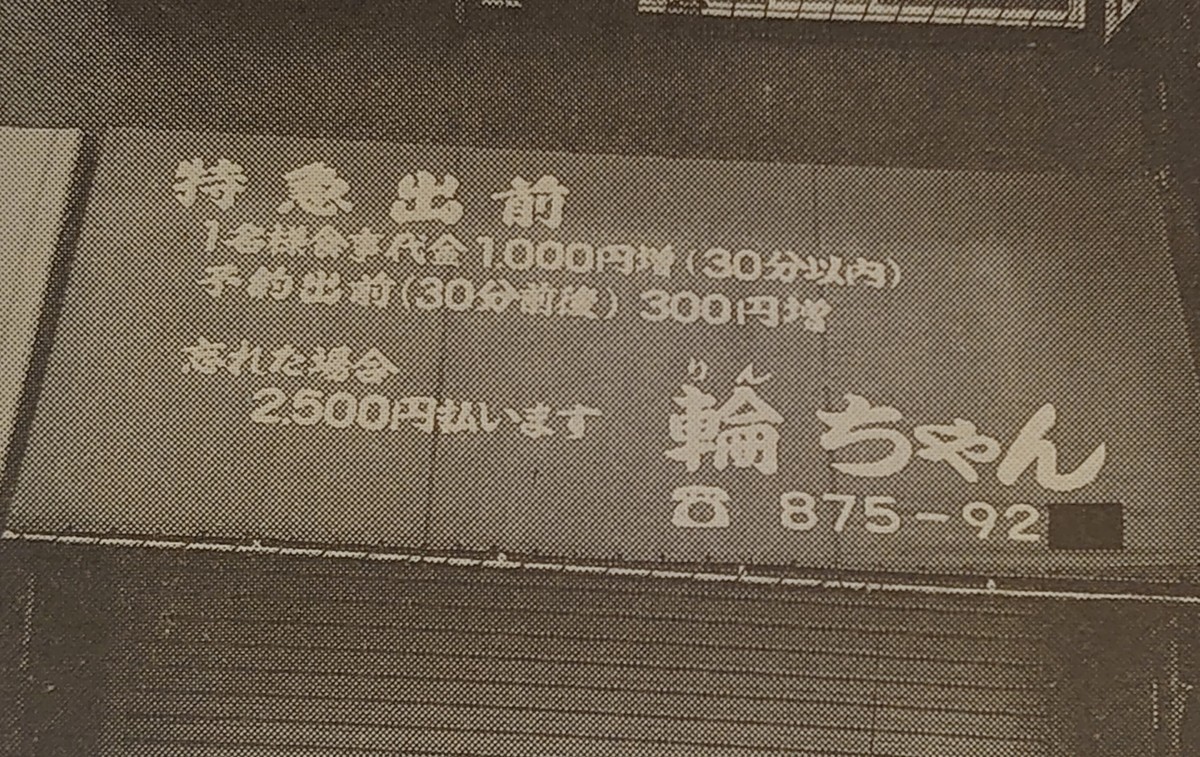 特急出前
1名様食事代金1.000円増(30分以内)
予約出前(30分前後)300円増
忘れた場合
2.500円払います
りん
輪ちゃん
☎ 875-92